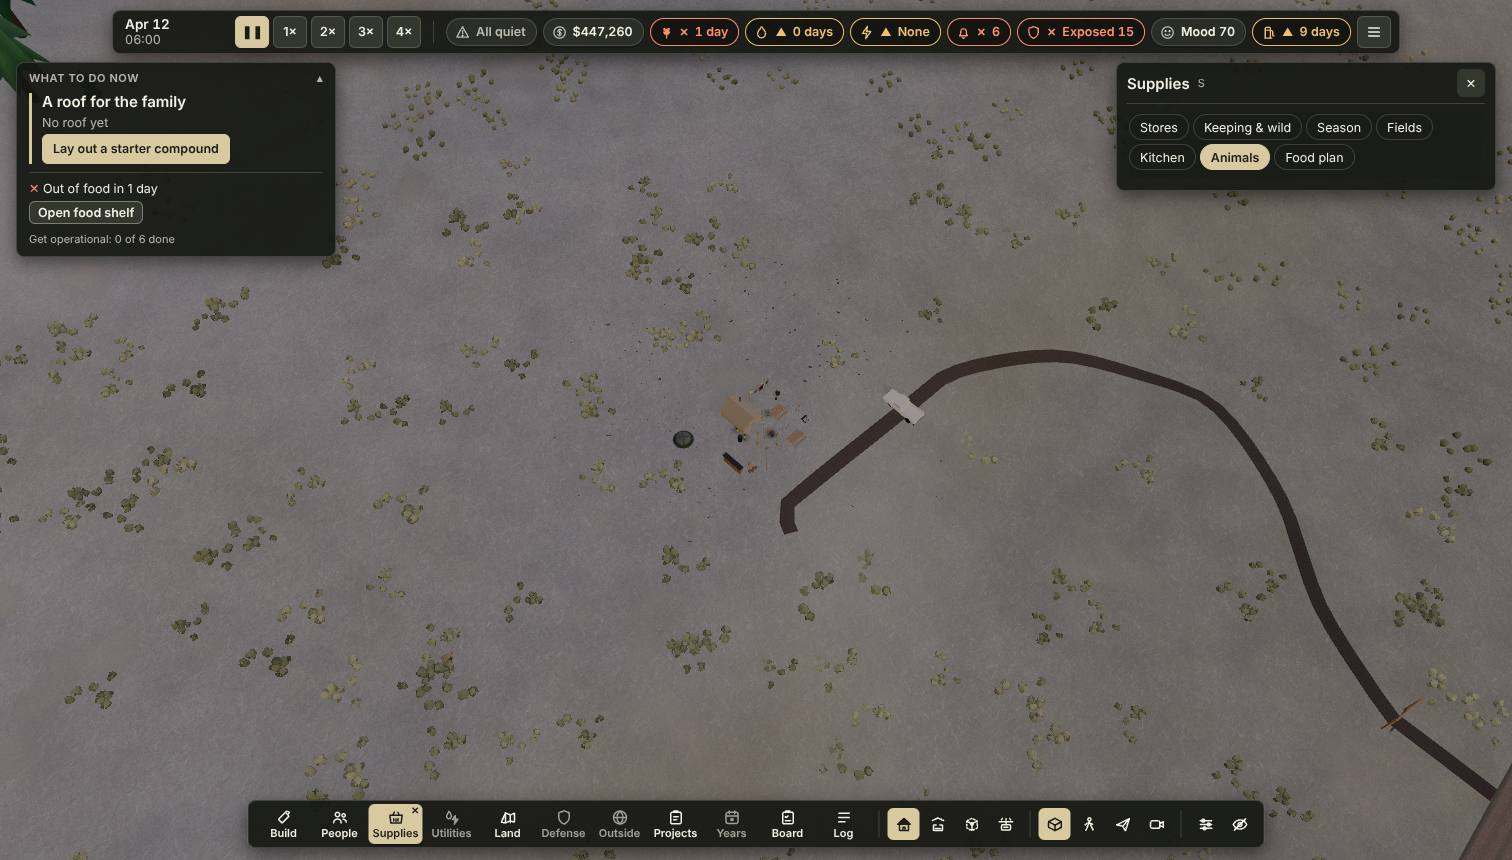 Apr 12
06:00
1×
2×
3×
4×
All quiet
$447,260
× 1 day
▲ 0 days
▲ None
× 6
× Exposed 15
Mood 70
▲ 9 days
WHAT TO DO NOW
A roof for the family
No roof yet
Lay out a starter compound
× Out of food in 1 day
Open food shelf
Get operational: 0 of 6 done
Supplies S
Stores
Keeping & wild
Season
Fields
Kitchen
Animals
Food plan
Build
People
Supplies
Utilities
Land
Defense
Outside
Projects
Years
Board
Log